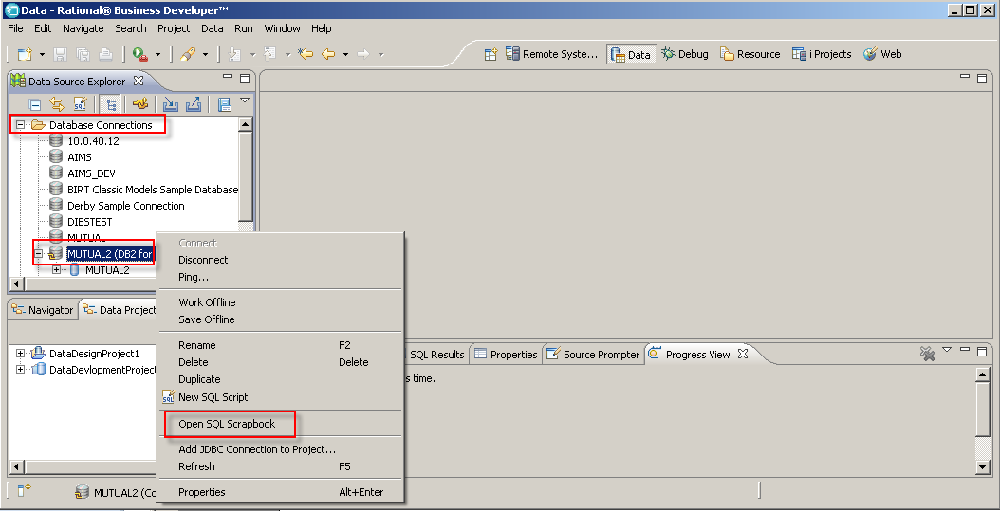 Data - Rational® Business Developer™
File Edit Navigate Search Project Data Run Window Help
Remote Syste... Data Debug Resource i Projects Web
Data Source Explorer
SQL
Database Connections
10.0.40.12
AIMS
AIMS_DEV
BIRT Classic Models Sample Database
Derby Sample Connection
DIBSTEST
MUTUAL
MUTUAL2 (DB2 for
MUTUAL2
Connect
Disconnect
Ping...
Work Offline
Save Offline
Rename F2
Delete Delete
Duplicate
SQL New SQL Script
Open SQL Scrapbook
Add JDBC Connection to Project...
Refresh F5
Properties Alt+Enter
Navigator Data Project
DataDesignProject1
DataDevlopmentProject
SQL Results Properties Source Prompter Progress View
s time.
MUTUAL2 (Co